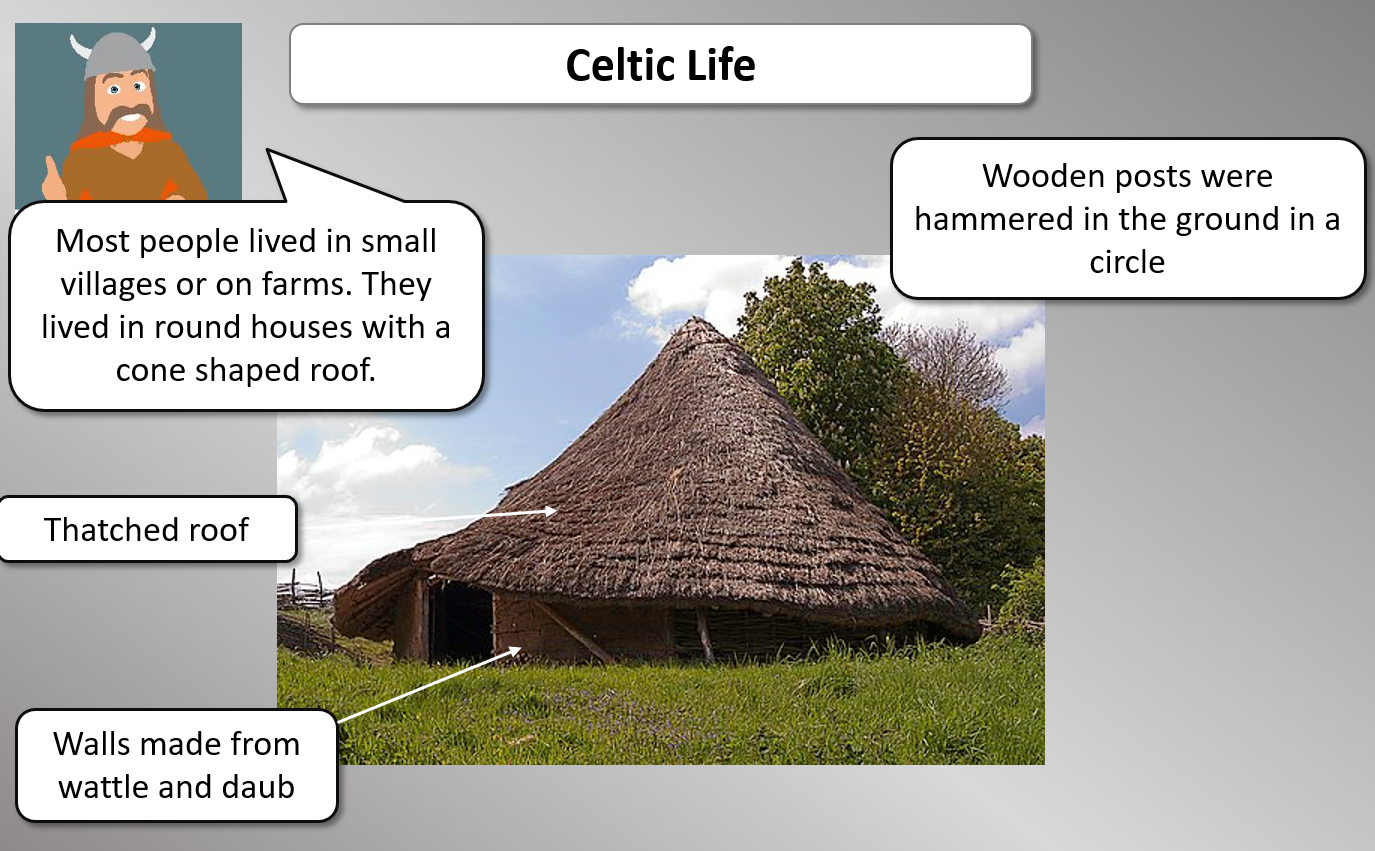 Celtic Life
Most people lived in small
villages or on farms. They
lived in round houses with a
cone shaped roof.
Wooden posts were
hammered in the ground in a
circle
Thatched roof
Walls made from
wattle and daub